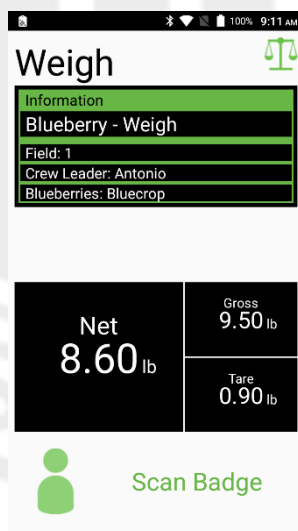 100% 9:11 AM
Weigh
Information
Blueberry - Weigh
Field: 1
Crew Leader: Antonio
Blueberries: Bluecrop
Net
8.60 lb
Gross
9.50 lb
Tare
0.90 lb
Scan Badge